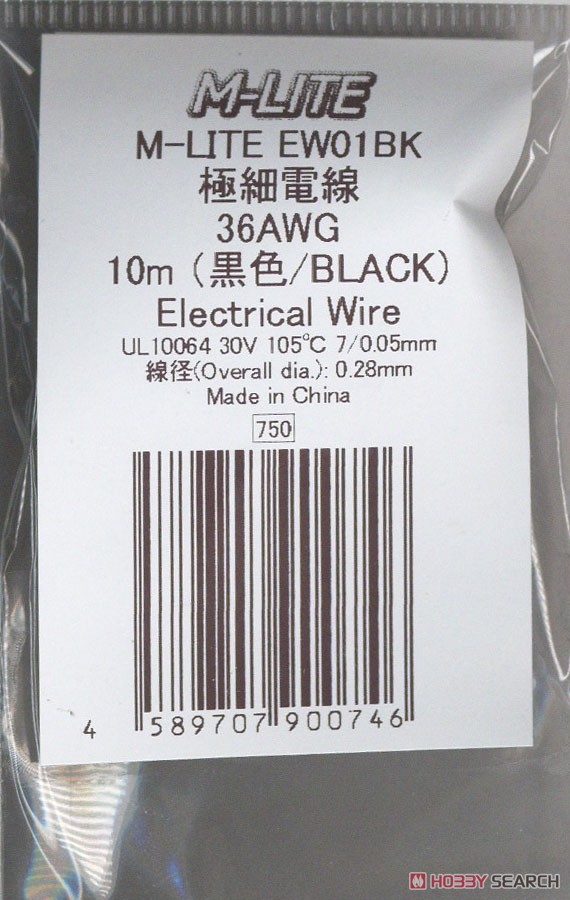 M-LITE
M-LITE EW01BK
極細電線
36AWG
10m (黒色/BLACK)
Electrical Wire
UL10064 30V 105℃ 7/0.05mm
線径(Overall dia.): 0.28mm
Made in China
750
4 589707 900746
HOBBY SEARCH